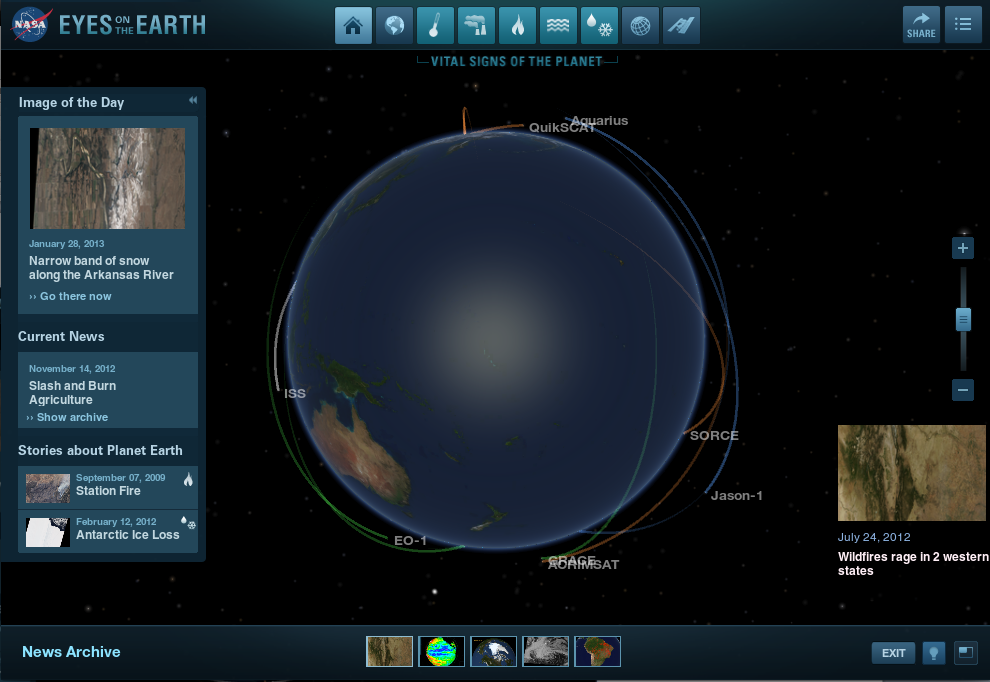 NASA
EYES ON THE EARTH
SHARE
VITAL SIGNS OF THE PLANET
Image of the Day
January 28, 2013
Narrow band of snow
along the Arkansas River
›› Go there now
Current News
November 14, 2012
Slash and Burn
Agriculture
›› Show archive
Stories about Planet Earth
September 07, 2009
Station Fire
February 12, 2012
Antarctic Ice Loss
Aquarius
QuikSCAT
ISS
SORCE
Jason-1
EO-1
GRACE
ACRIMSAT
July 24, 2012
Wildfires rage in 2 western
states
News Archive
EXIT